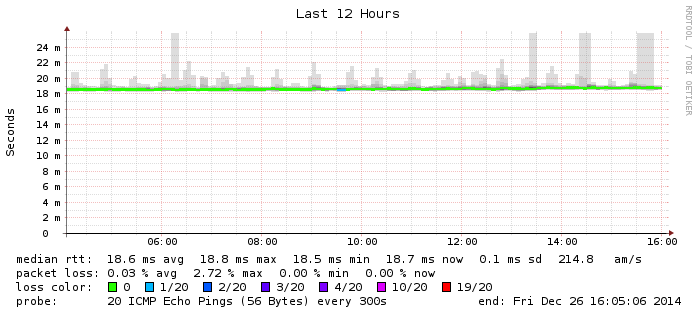 Last 12 Hours
RRDTOOL / TOBI OETIKER
Seconds
24 m
22 m
20 m
18 m
16 m
14 m
12 m
10 m
8 m
6 m
4 m
2 m
0
06:00 08:00 10:00 12:00 14:00 16:00
median rtt: 18.6 ms avg 18.8 ms max 18.5 ms min 18.7 ms now 0.1 ms sd 214.8 am/s
packet loss: 0.03 % avg 2.72 % max 0.00 % min 0.00 % now
loss color: 0 1/20 2/20 3/20 4/20 10/20 19/20
probe: 20 ICMP Echo Pings (56 Bytes) every 300s end: Fri Dec 26 16:05:06 2014